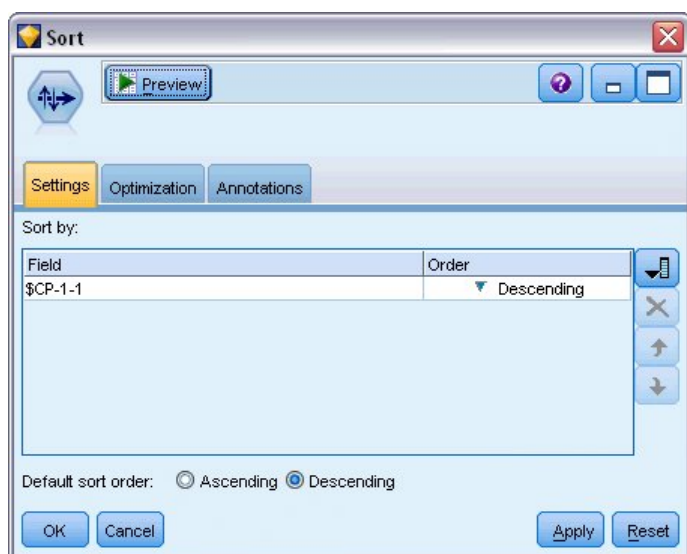 Sort
Preview
Settings Optimization Annotations
Sort by:
Field Order
$CP-1-1 Descending
Default sort order: Ascending Descending
OK Cancel Apply Reset